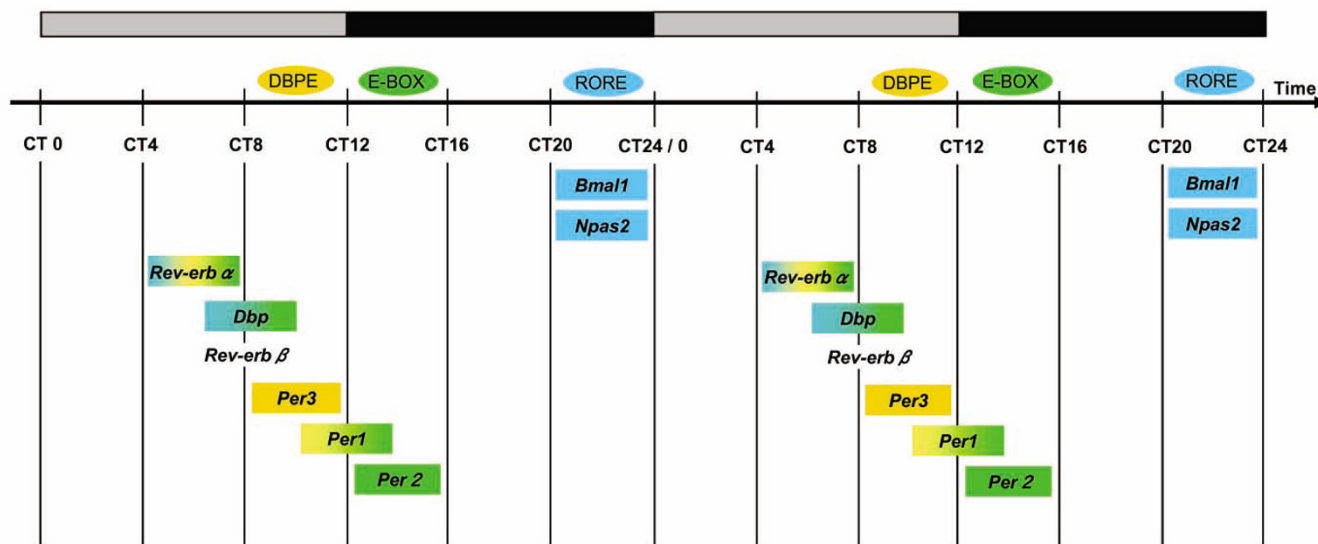 DBPE E-BOX RORE DBPE E-BOX RORE
Time
CT 0 CT4 CT8 CT12 CT16 CT20 CT24 / 0 CT4 CT8 CT12 CT16 CT20 CT24
Bmal1 Bmal1
Npas2 Npas2
Rev-erb α Rev-erb α
Dbp Dbp
Rev-erb β Rev-erb β
Per3 Per3
Per1 Per1
Per 2 Per 2